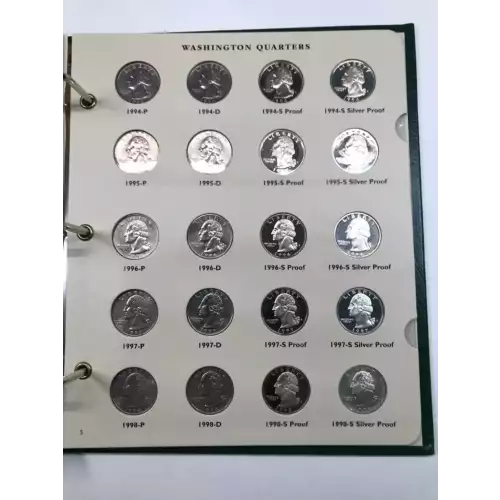 WASHINGTON QUARTERS
1994-P 1994-D 1994-S Proof 1994-S Silver Proof
1995-P 1995-D 1995-S Proof 1995-S Silver Proof
1996-P 1996-D 1996-S Proof 1996-S Silver Proof
1997-P 1997-D 1997-S Proof 1997-S Silver Proof
1998-P 1998-D 1998-S Proof 1998-S Silver Proof
5